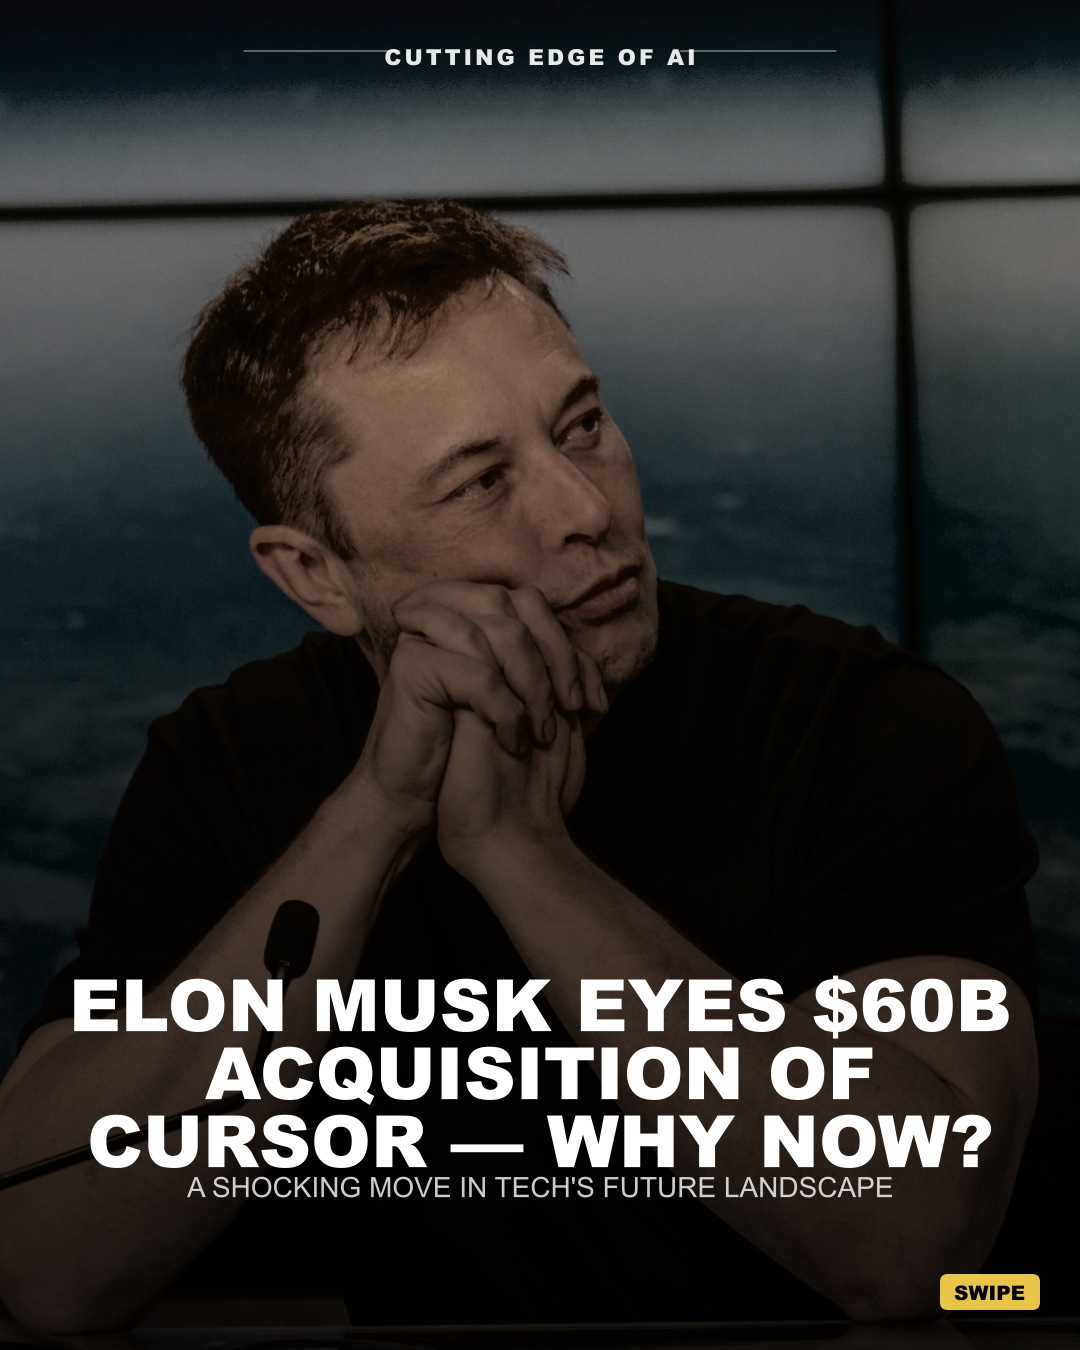 CUTTING EDGE OF AI
ELON MUSK EYES $60B
ACQUISITION OF
CURSOR — WHY NOW?
A SHOCKING MOVE IN TECH'S FUTURE LANDSCAPE
SWIPE